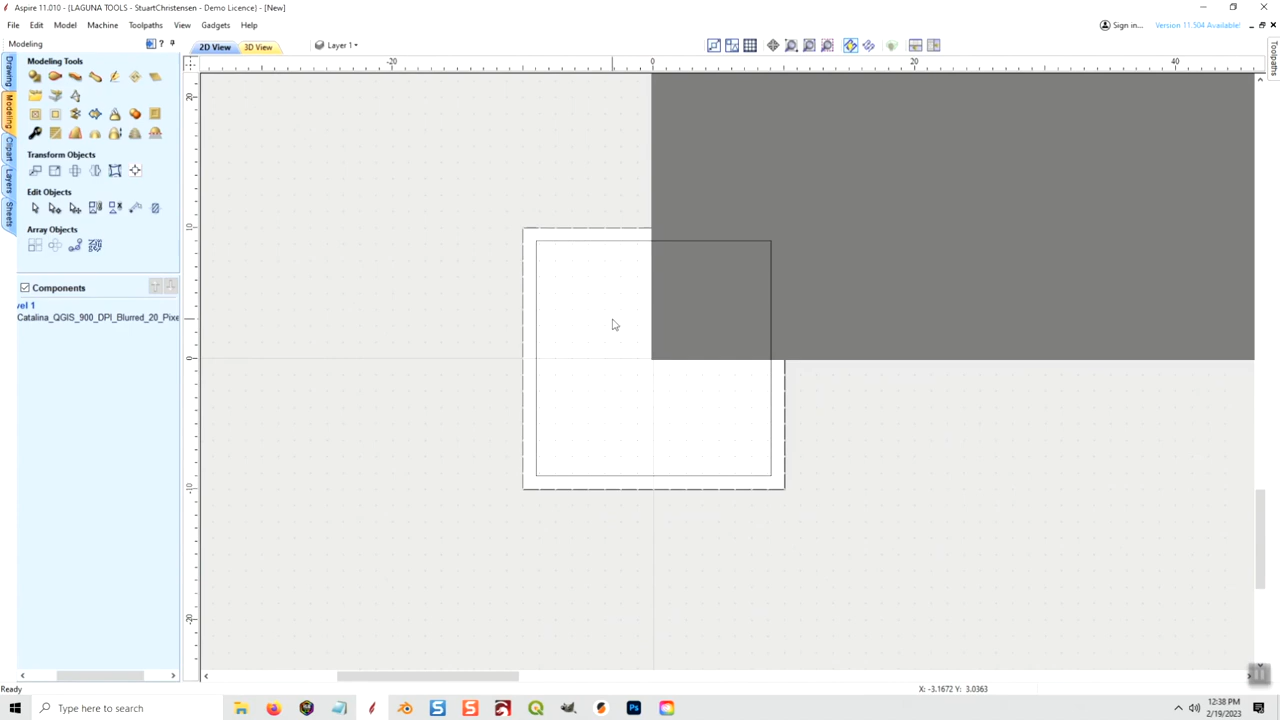 Aspire 11.010 - {LAGUNA TOOLS - StuartChristensen - Demo Licence} - [New]
File Edit Model Machine Toolpaths View Gadgets Help
Sign in...
Version 11.504 Available!
Modeling
2D View
3D View
Layer 1
Toolpaths
Drawing
Modeling
Clipart
Layers
Sheets
Modeling Tools
Transform Objects
Edit Objects
Array Objects
Components
vel 1
Catalina_QGIS_900_DPI_Blurred_20_Pixe
-20 0 20 40
20
10
0
-10
-20
Ready
X: -3.1672 Y: 3.0363
Type here to search
12:38 PM
2/19/2023